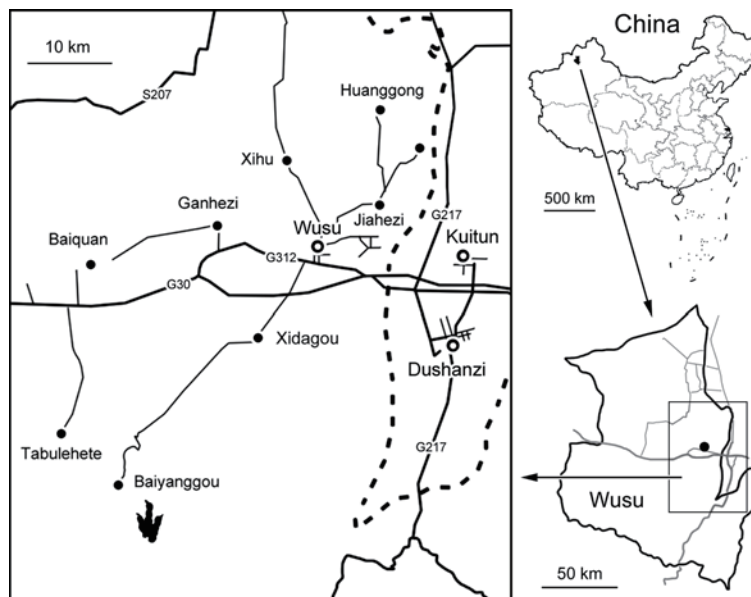 10 km
S207
Huanggong
Xihu
Ganhezi
Jiahezi
Wusu
G217
Baiquan
Kuitun
G312
G30
Xidagou
Dushanzi
Tabulehete
G217
Baiyanggou
China
500 km
Wusu
50 km